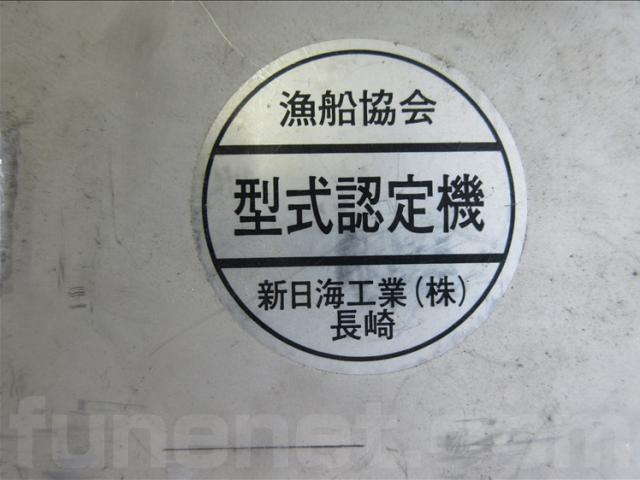 漁船協会
型式認定機
新日海工業(株)
長崎
funenet.com